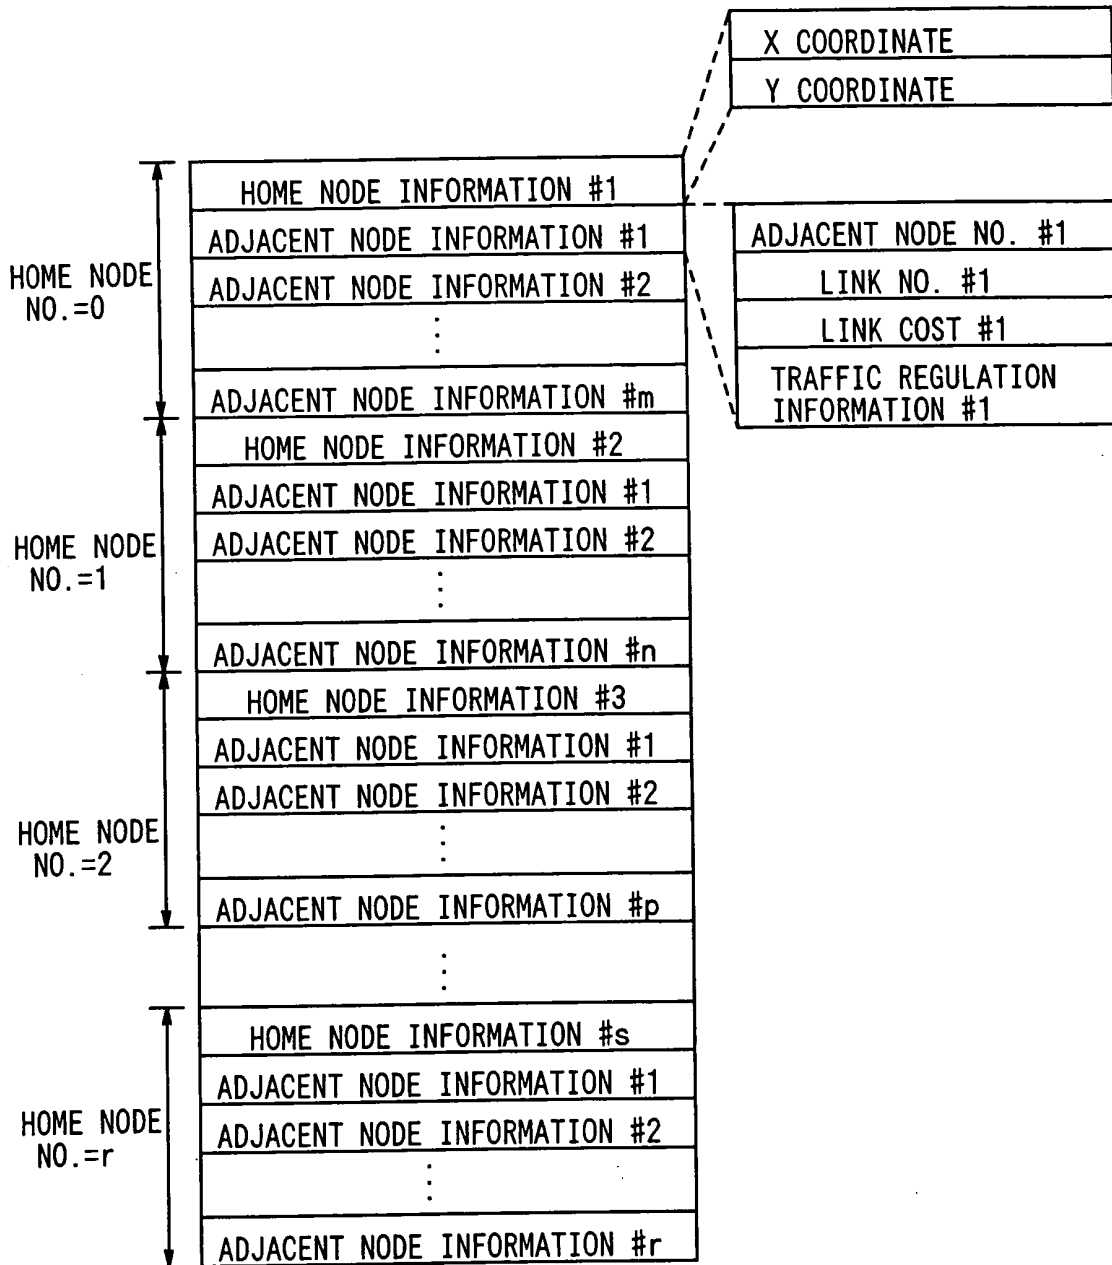 X COORDINATE
Y COORDINATE
HOME NODE INFORMATION #1
ADJACENT NODE INFORMATION #1
ADJACENT NODE INFORMATION #2
ADJACENT NODE INFORMATION #m
HOME NODE
NO.=0
ADJACENT NODE NO. #1
LINK NO. #1
LINK COST #1
TRAFFIC REGULATION
INFORMATION #1
HOME NODE INFORMATION #2
ADJACENT NODE INFORMATION #1
ADJACENT NODE INFORMATION #2
ADJACENT NODE INFORMATION #n
HOME NODE
NO.=1
HOME NODE INFORMATION #3
ADJACENT NODE INFORMATION #1
ADJACENT NODE INFORMATION #2
ADJACENT NODE INFORMATION #p
HOME NODE
NO.=2
HOME NODE INFORMATION #s
ADJACENT NODE INFORMATION #1
ADJACENT NODE INFORMATION #2
ADJACENT NODE INFORMATION #r
HOME NODE
NO.=r